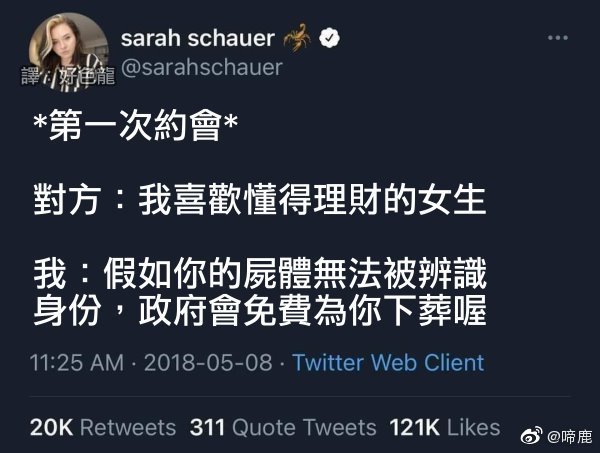 sarah schauer
譯：好色龍
@sarahschauer
*第一次約會*
對方：我喜歡懂得理財的女生
我：假如你的屍體無法被辨識
身份，政府會免費為你下葬喔
11:25 AM · 2018-05-08 · Twitter Web Client
20K Retweets 311 Quote Tweets 121K Likes
@啼鹿